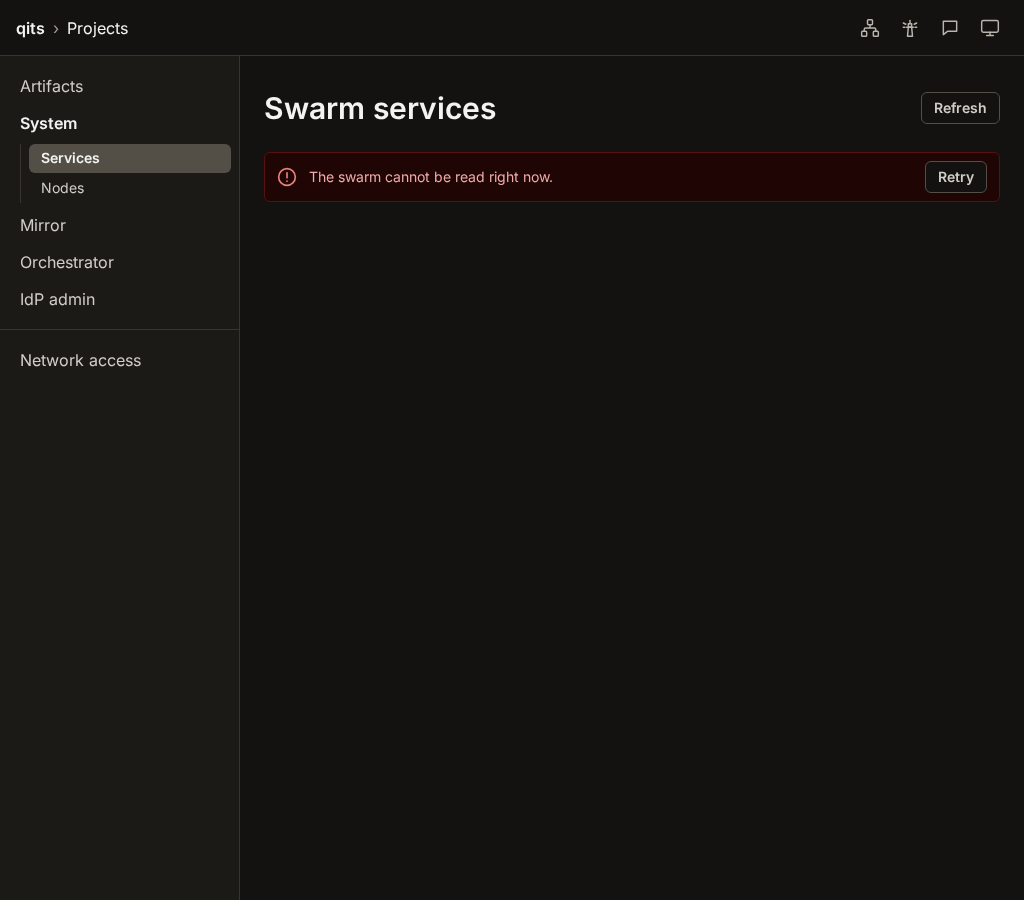 qits › Projects
Artifacts
System
Services
Nodes
Mirror
Orchestrator
IdP admin
Network access
Swarm services
Refresh
The swarm cannot be read right now.
Retry